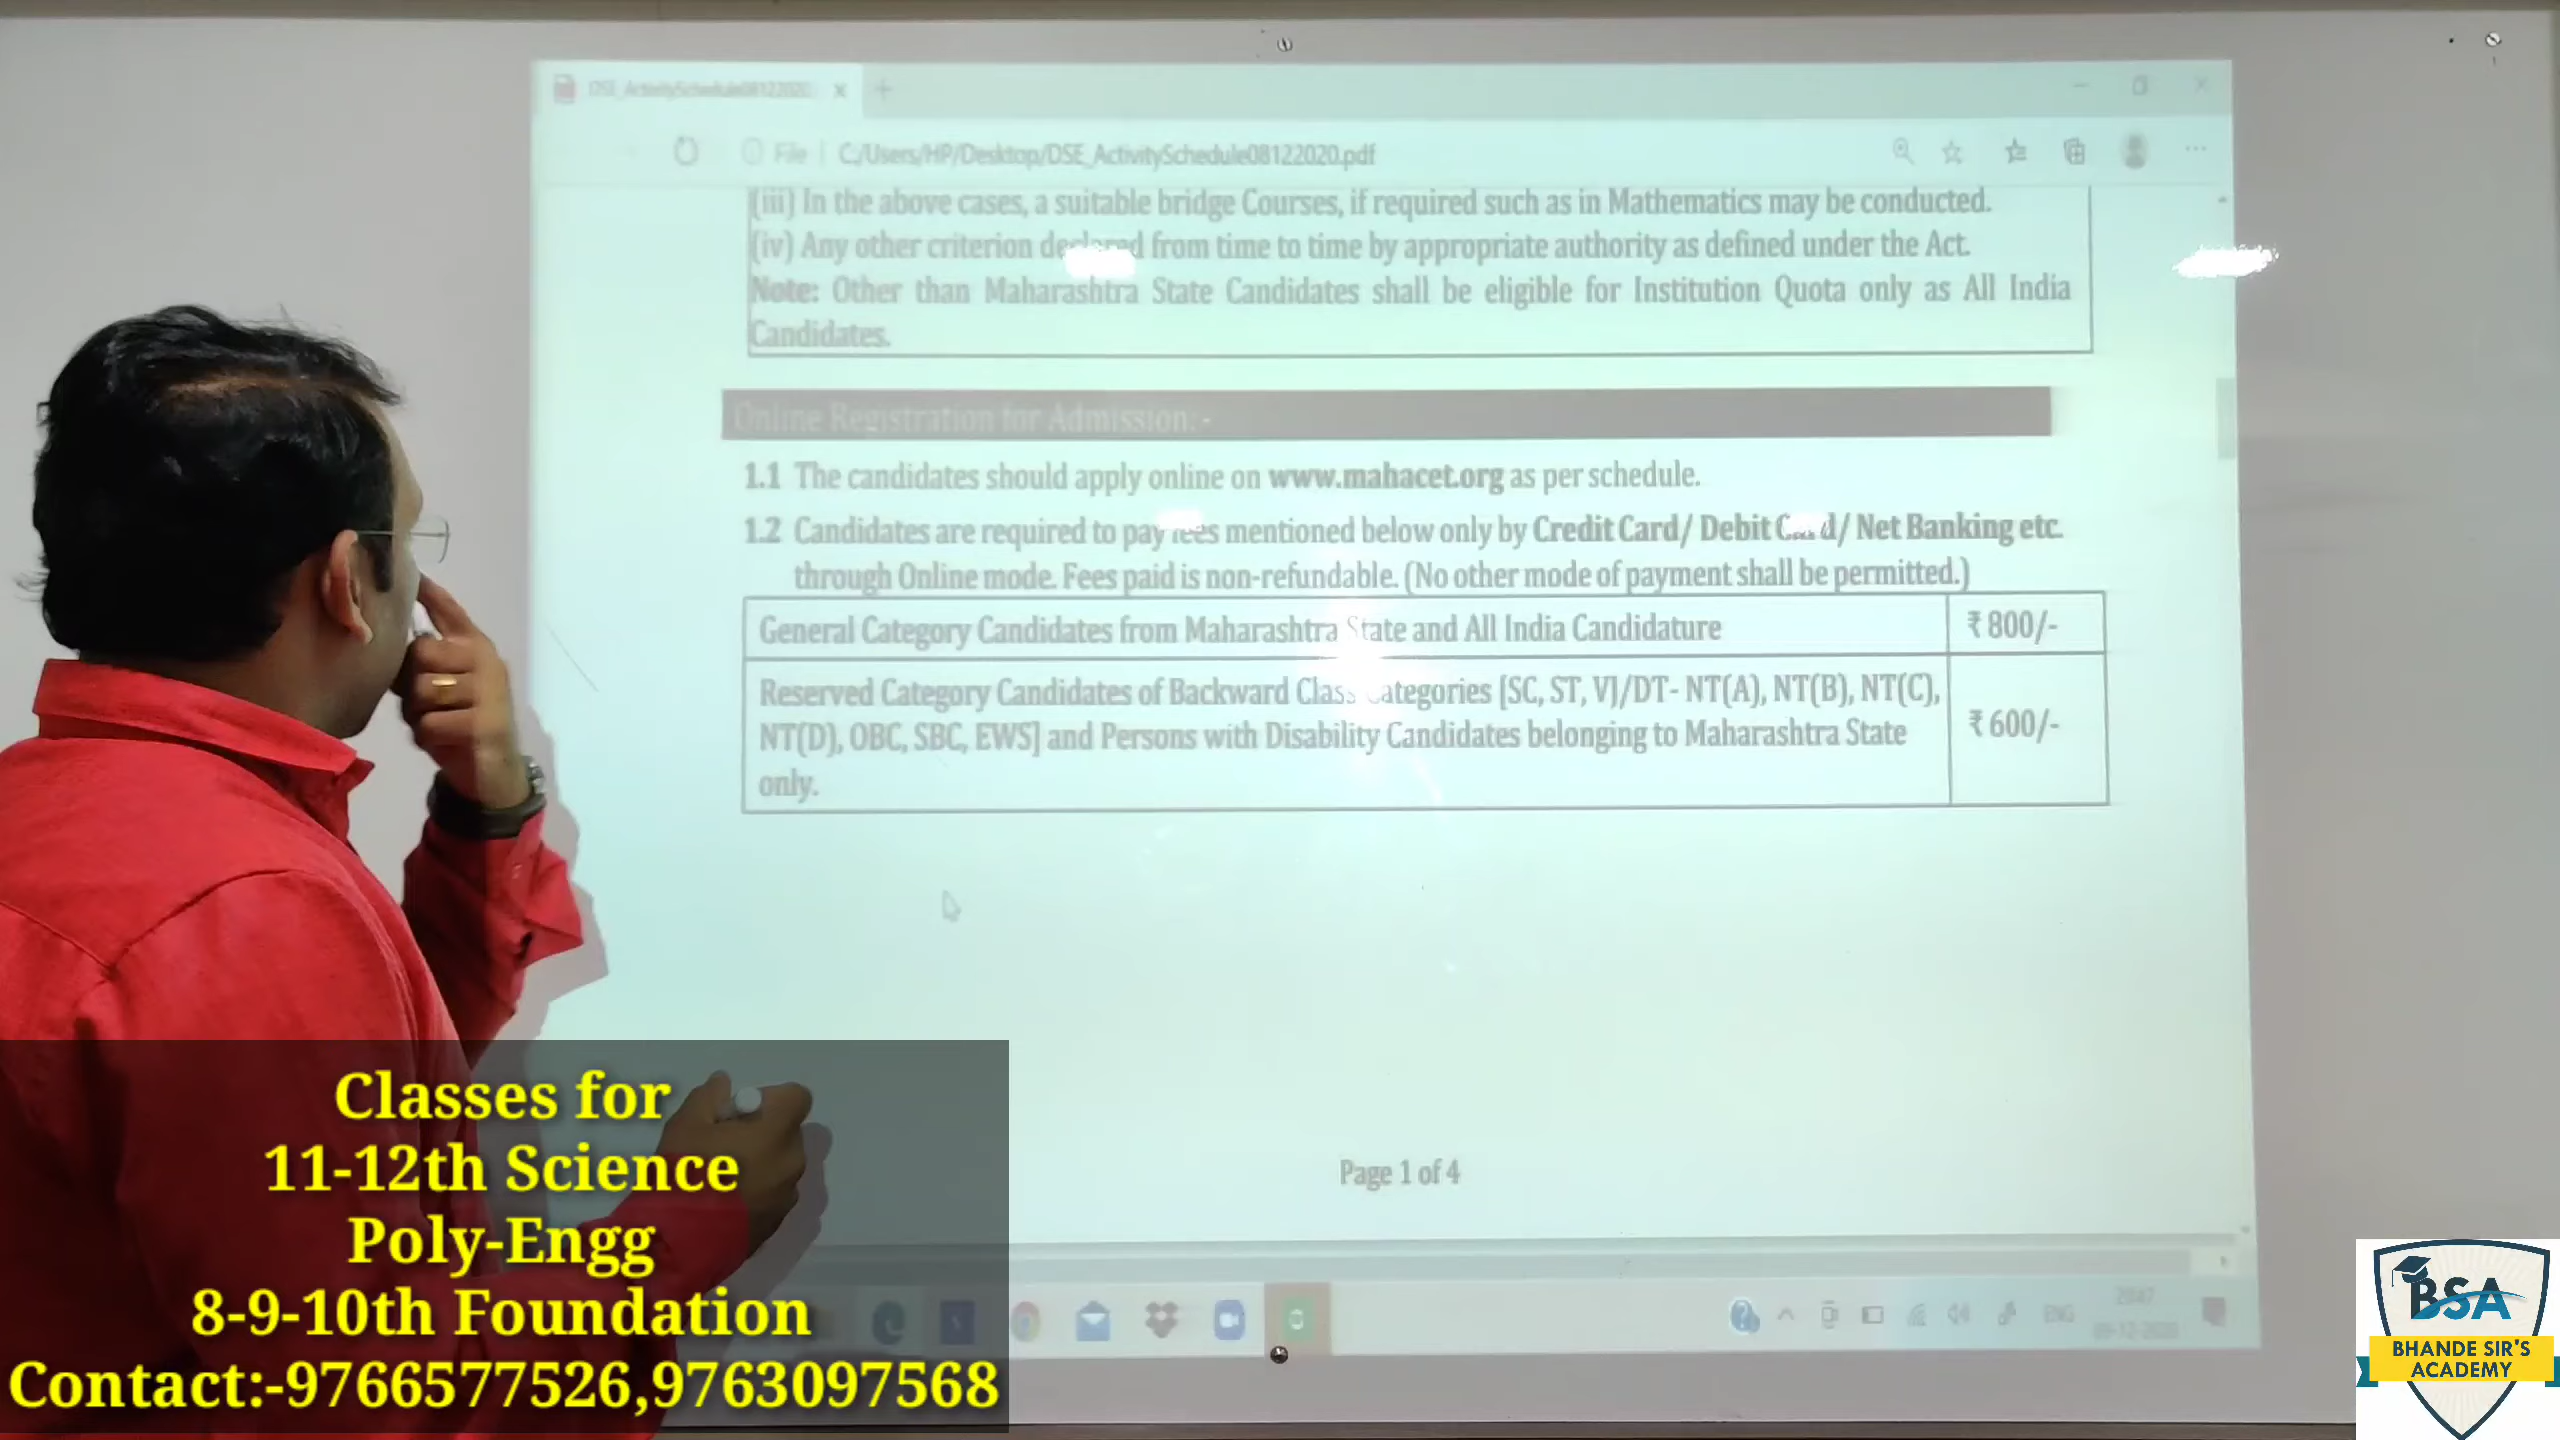 DSE_ActivitySchedule08122020.
File C:/Users/HP/Desktop/DSE_ActivitySchedule08122020.pdf
(iii) In the above cases, a suitable bridge Courses, if required such as in Mathematics may be conducted.
(iv) Any other criterion declared from time to time by appropriate authority as defined under the Act.
Note: Other than Maharashtra State Candidates shall be eligible for Institution Quota only as All India
Candidates.
Online Registration for Admission: -
1.1 The candidates should apply online on www.mahacet.org as per schedule.
1.2 Candidates are required to pay fees mentioned below only by Credit Card/ Debit Card/ Net Banking etc.
through Online mode. Fees paid is non-refundable. (No other mode of payment shall be permitted.)
General Category Candidates from Maharashtra State and All India Candidature ₹ 800/-
Reserved Category Candidates of Backward Class Categories [SC, ST, VJ/DT- NT(A), NT(B), NT(C),
NT(D), OBC, SBC, EWS] and Persons with Disability Candidates belonging to Maharashtra State
only.
₹ 600/-
Page 1 of 4
ENG
Classes for
11-12th Science
Poly-Engg
8-9-10th Foundation
Contact:-9766577526,9763097568
BSA
BHANDE SIR'S
ACADEMY